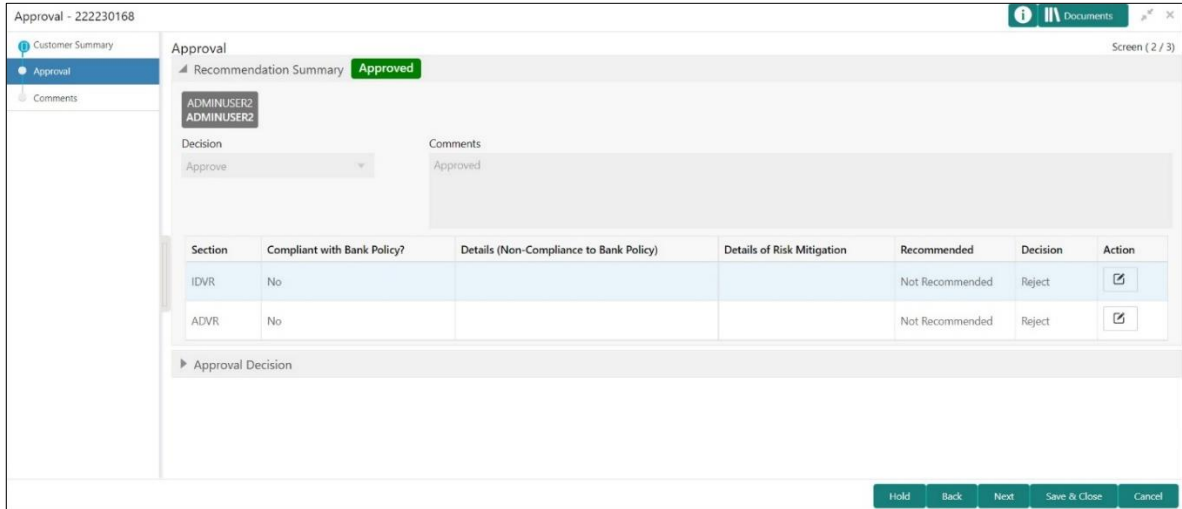 Approval - 222230168
Documents
Customer Summary
Approval
Comments
Approval
Screen ( 2 / 3)
Recommendation Summary Approved
ADMINUSER2
ADMINUSER2
Decision Comments
Approve Approved
Section Compliant with Bank Policy? Details (Non-Compliance to Bank Policy) Details of Risk Mitigation Recommended Decision Action
IDVR No Not Recommended Reject
ADVR No Not Recommended Reject
Approval Decision
Hold Back Next Save & Close Cancel